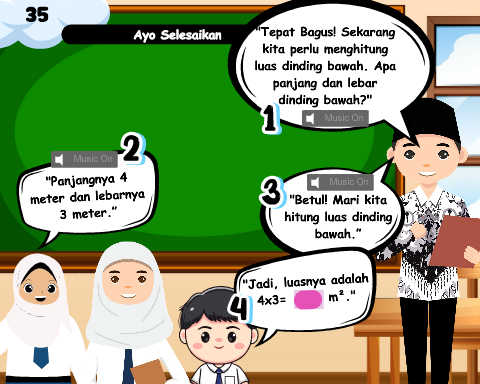 35
Ayo Selesaikan
"Tepat Bagus! Sekarang
kita perlu menghitung
luas dinding bawah. Apa
panjang dan lebar
dinding bawah?"
1
Music On
2
Music On
"Panjangnya 4
meter dan lebarnya
3 meter."
3
Music On
"Betul! Mari kita
hitung luas dinding
bawah."
4
"Jadi, luasnya adalah
4x3= m²."